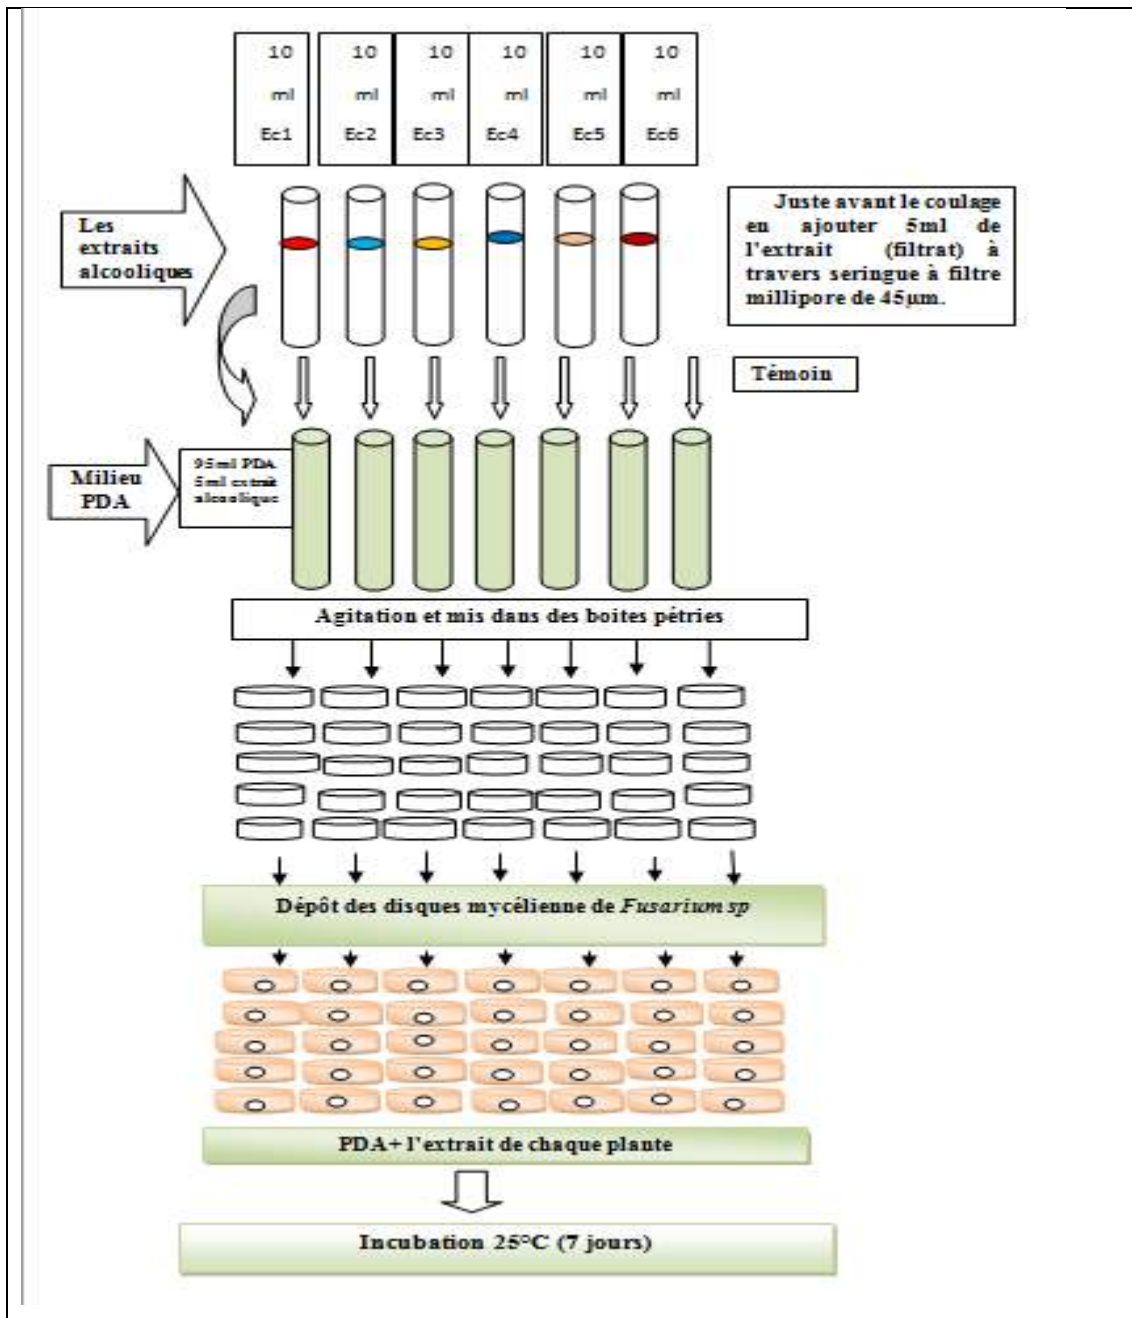 10 10 10 10 10 10
ml ml ml ml ml ml
Ec1 Ec2 Ec3 Ec4 Ec5 Ec6
Les
extraits
alcooliques
Juste avant le coulage
en ajouter 5ml de
l'extrait (filtrat) à
travers seringue à filtre
millipore de 45µm.
Témoin
Milieu
PDA
95ml PDA
5ml extrait
alcoolique
Agitation et mis dans des boites pétries
Dépôt des disques mycélienne de Fusarium sp
PDA+ l'extrait de chaque plante
Incubation 25°C (7 jours)